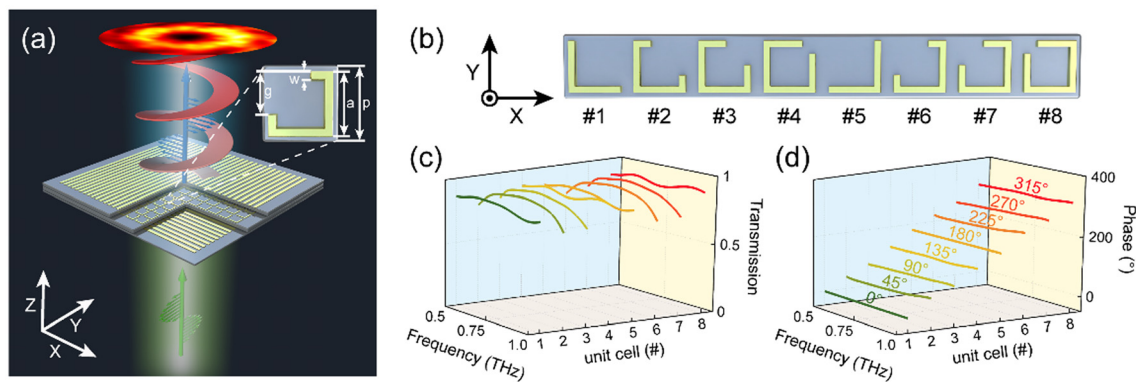 (a)
w
g
a
p
Z
Y
X
(b)
Y
X
#1 #2 #3 #4 #5 #6 #7 #8
(c)
1
0.5
0
Transmission
0.5
0.75
1.0
Frequency (THz)
1 2 3 4 5 6 7 8
unit cell (#)
(d)
315°
270°
225°
180°
135°
90°
45°
0°
400
200
0
Phase (°)
0.5
0.75
1.0
Frequency (THz)
1 2 3 4 5 6 7 8
unit cell (#)